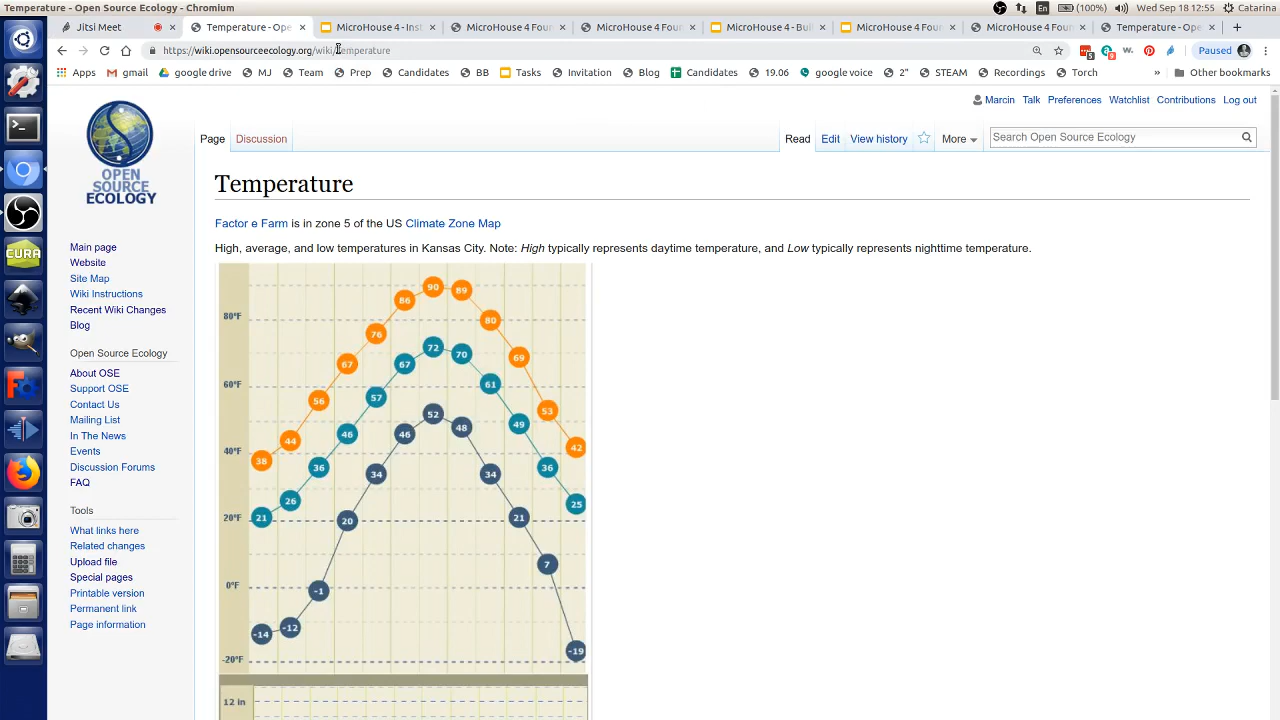 Temperature - Open Source Ecology - Chromium
En (100%) Wed Sep 18 12:55 Catarina
Jitsi Meet
Temperature - Ope
MicroHouse 4 - Inst
MicroHouse 4 Foun
MicroHouse 4 Foun
MicroHouse 4 - Buil
MicroHouse 4 Foun
MicroHouse 4 Foun
Temperature - Ope
https://wiki.opensourceecology.org/wiki/Temperature
Paused
Apps gmail google drive MJ Team Prep Candidates BB Tasks Invitation Blog Candidates 19.06 google voice 2" STEAM Recordings Torch » Other bookmarks
Marcin Talk Preferences Watchlist Contributions Log out
Page Discussion Read Edit View history More Search Open Source Ecology
OPEN
SOURCE
ECOLOGY
CURA
Main page
Website
Site Map
Wiki Instructions
Recent Wiki Changes
Blog
Open Source Ecology
About OSE
Support OSE
Contact Us
Mailing List
In The News
Events
Discussion Forums
FAQ
Tools
What links here
Related changes
Upload file
Special pages
Printable version
Permanent link
Page information
Temperature
Factor e Farm is in zone 5 of the US Climate Zone Map
High, average, and low temperatures in Kansas City. Note: High typically represents daytime temperature, and Low typically represents nighttime temperature.
80°F
60°F
40°F
20°F
0°F
-20°F
38 44 56 67 76 86 90 89 80 69 53 42
21 26 36 46 57 67 72 70 61 49 36 25
-14 -12 -1 20 34 46 52 48 34 21 7 -19
12 in